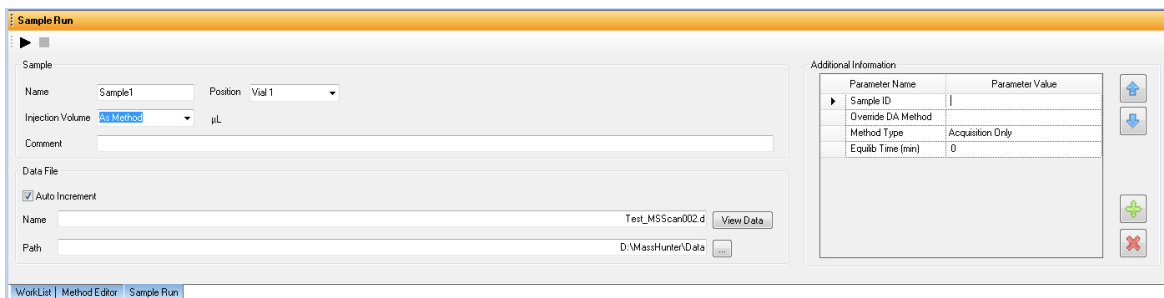 Sample Run
Sample
Name Sample1 Position Vial 1
Injection Volume As Method µL
Comment
Data File
Auto Increment
Name Test_MSScan002.d View Data
Path D:\MassHunter\Data ...
Additional Information
Parameter Name Parameter Value
Sample ID
Override DA Method
Method Type Acquisition Only
Equilib Time (min) 0
WorkList Method Editor Sample Run